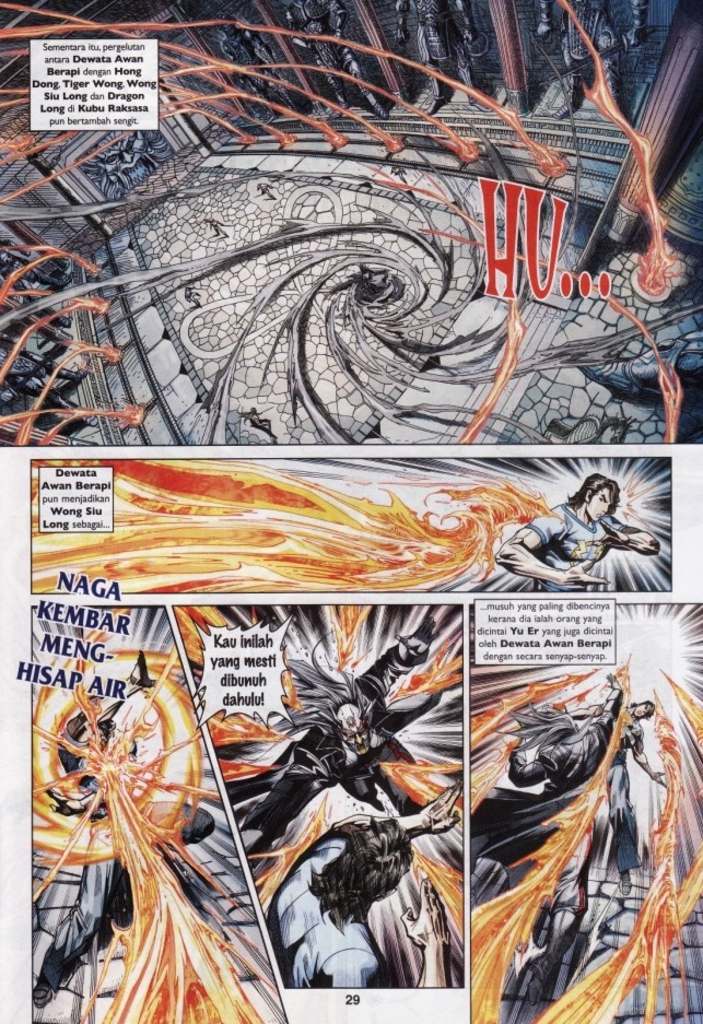 Sementara itu, pergelutan
antara Dewata Awan
Berapi dengan Hong
Dong, Tiger Wong, Wong
Siu Long dan Dragon
Long di Kubu Raksasa
pun bertambah sengit.
HU...
Dewata
Awan Berapi
pun menjadikan
Wong Siu
Long sebagai...
NAGA
KEMBAR
MENG-
HISAP AIR
Kau inilah
yang mesti
dibunuh
dahulu!
...musuh yang paling dibencinya
kerana dia ialah orang yang
dicintai Yu Er yang juga dicintai
oleh Dewata Awan Berapi
dengan secara senyap-senyap.
29